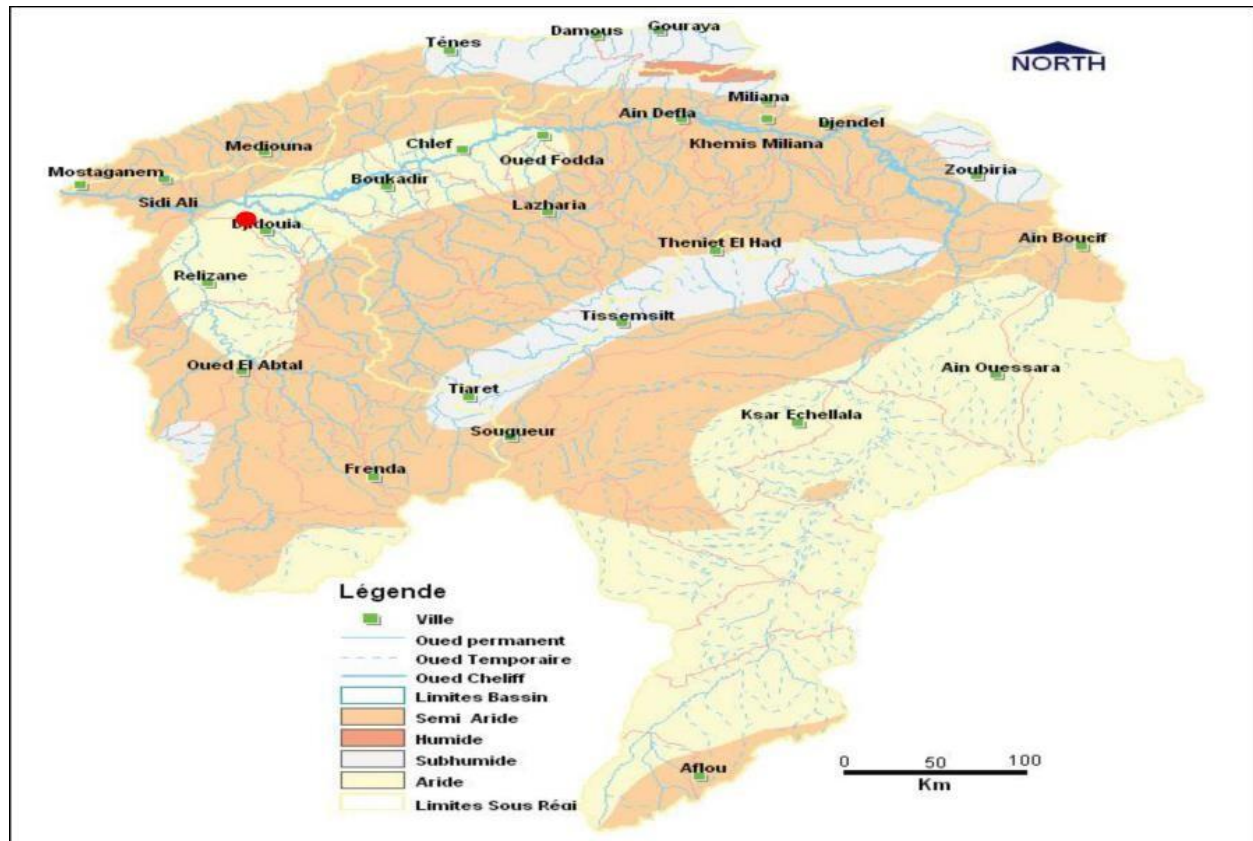 Gouraya
Damous
Ténes
NORTH
Miliana
Ain Defla
Djendel
Chlef
Khemis Miliana
Mediouna
Oued Fodda
Mostaganem
Boukadir
Zoubiria
Sidi Ali
Lazharia
Djdouia
Theniet El Had
Ain Boucif
Relizane
Tissemsilt
Oued El Abtal
Ain Ouessara
Tiaret
Ksar Echellala
Sougueur
Frenda
Légende
Ville
Oued permanent
Oued Temporaire
Oued Cheliff
Limites Bassin
Semi Aride
Humide
Subhumide
Aride
Limites Sous Régi
Aflou
0 50 100
Km